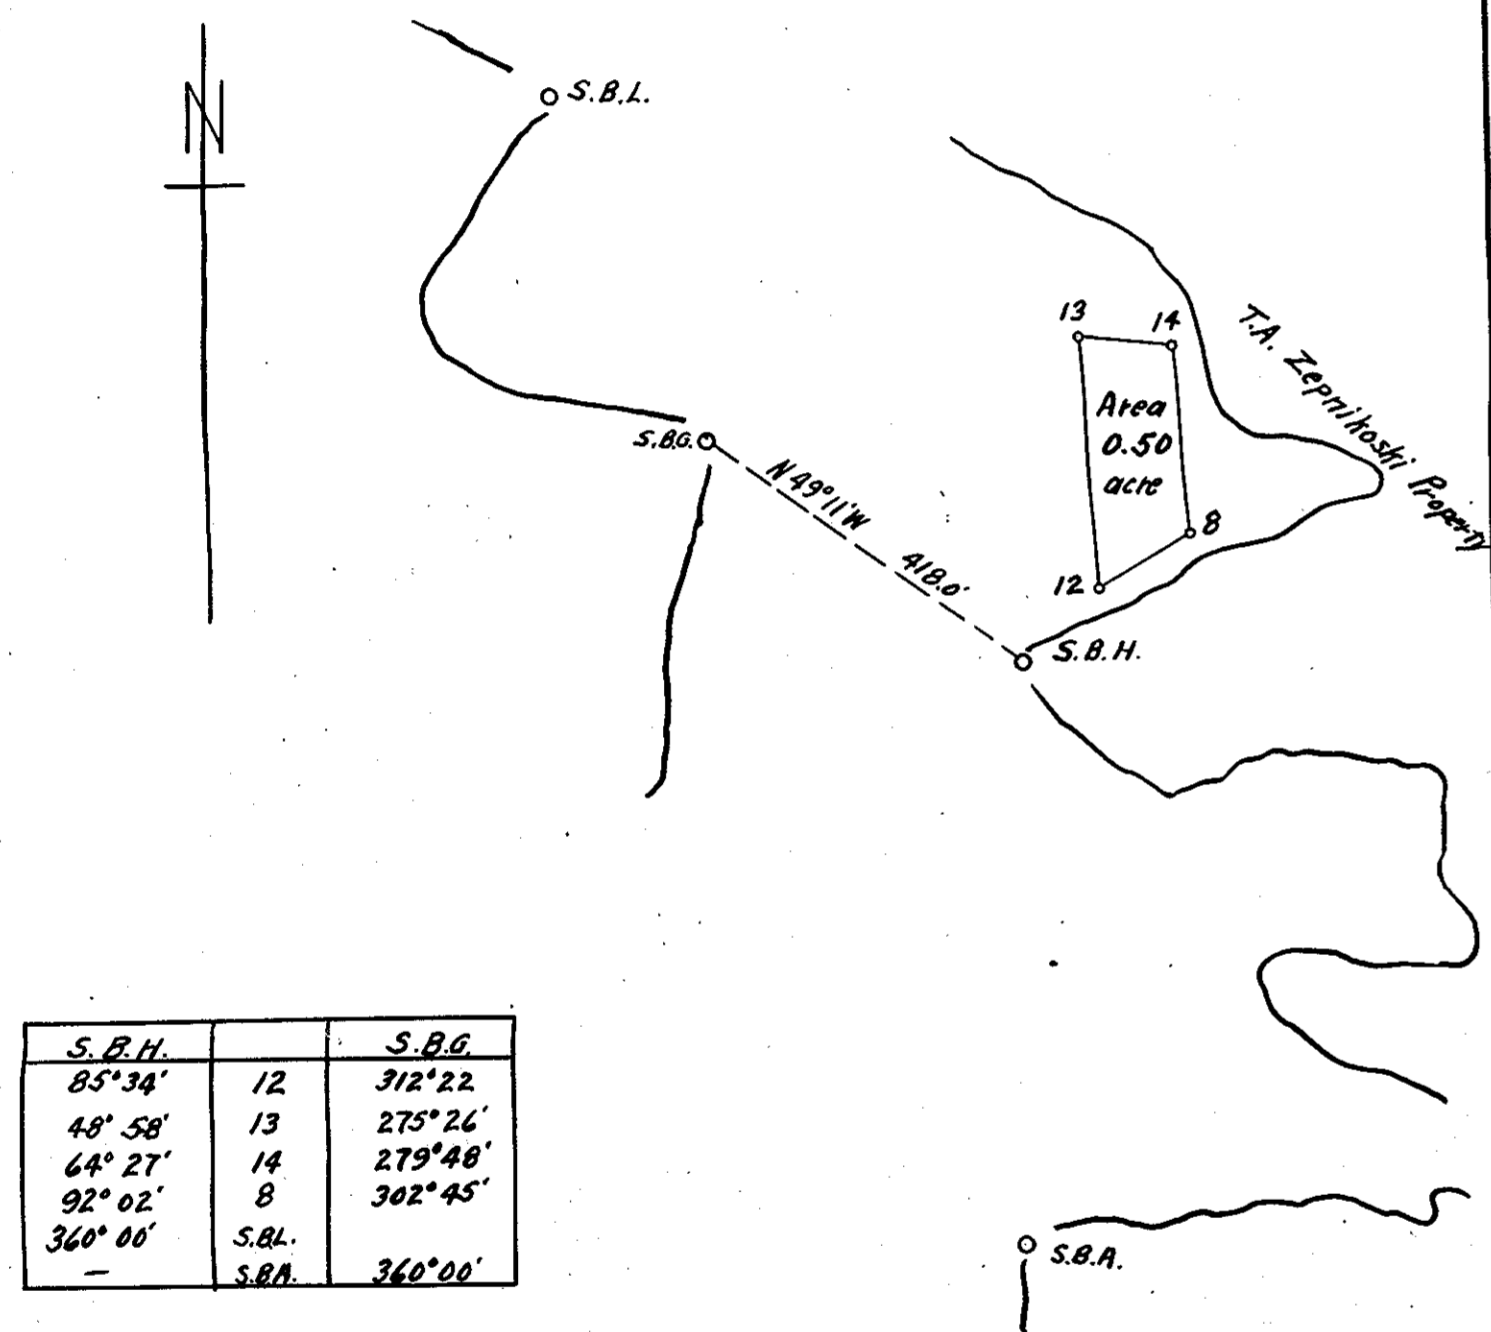 N
S.B.L.
13
14
T.A. Zepnikoski Property
Area
0.50
acre
S.B.G.
N 49°11'W 418.0'
8
12
S.B.H.
S.B.H. S.B.G.
85°34' 12 312°22
48°58' 13 275°26'
64°27' 14 279°48'
92°02' 8 302°45'
360°00' S.B.L.
— S.B.A. 360°00'
S.B.A.